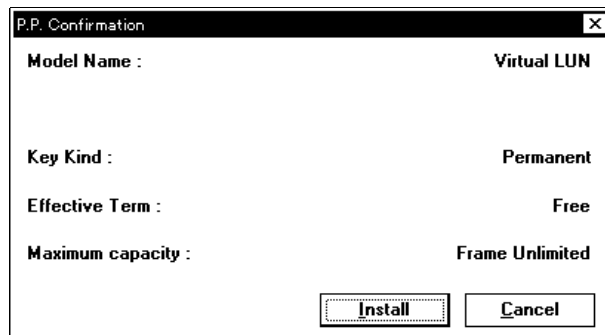 P.P. Confirmation
Model Name : Virtual LUN
Key Kind : Permanent
Effective Term : Free
Maximum capacity : Frame Unlimited
Install Cancel